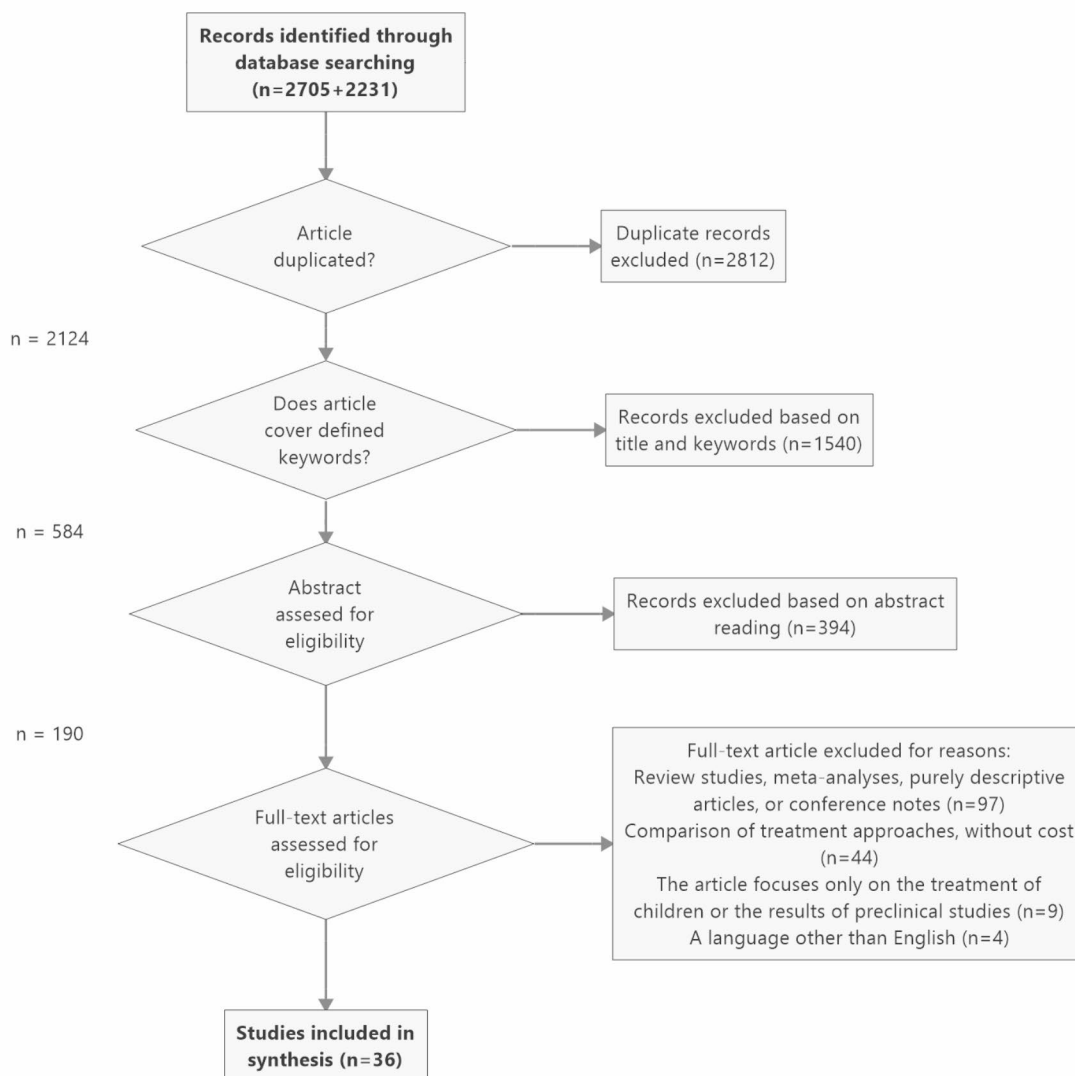 Records identified through
database searching
(n=2705+2231)
Article
duplicated?
Duplicate records
excluded (n=2812)
n = 2124
Does article
cover defined
keywords?
Records excluded based on
title and keywords (n=1540)
n = 584
Abstract
assesed for
eligibility
Records excluded based on abstract
reading (n=394)
n = 190
Full-text articles
assessed for
eligibility
Full-text article excluded for reasons:
Review studies, meta-analyses, purely descriptive
articles, or conference notes (n=97)
Comparison of treatment approaches, without cost
(n=44)
The article focuses only on the treatment of
children or the results of preclinical studies (n=9)
A language other than English (n=4)
Studies included in
synthesis (n=36)